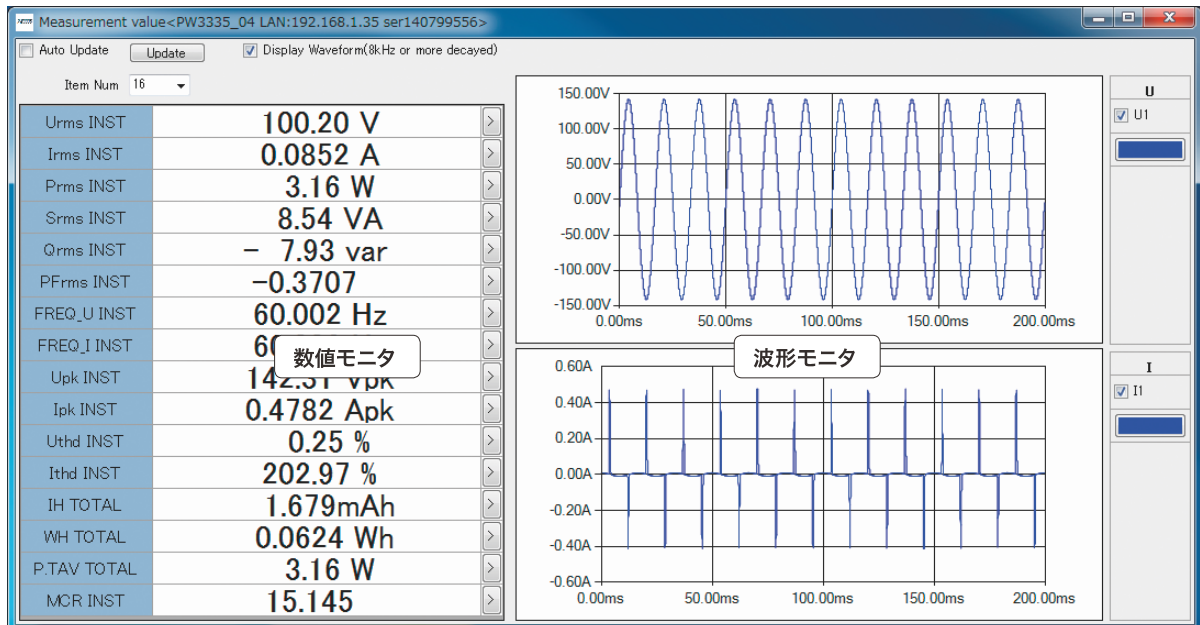 Measurement value<PW3335_04 LAN:192.168.1.35 ser140799556>
Auto Update Update Display Waveform(8kHz or more decayed)
Item Num 16
Urms INST 100.20 V >
Irms INST 0.0852 A >
Prms INST 3.16 W >
Srms INST 8.54 VA >
Qrms INST - 7.93 var >
PFrms INST -0.3707 >
FREQ_U INST 60.002 Hz >
FREQ_I INST >
Upk INST 142.31 Vpk >
Ipk INST 0.4782 Apk >
Uthd INST 0.25 % >
Ithd INST 202.97 % >
IH TOTAL 1.679mAh >
WH TOTAL 0.0624 Wh >
P.TAV TOTAL 3.16 W >
MCR INST 15.145 >
数値モニタ
150.00V
100.00V
50.00V
0.00V
-50.00V
-100.00V
-150.00V
0.00ms 50.00ms 100.00ms 150.00ms 200.00ms
U
U1
波形モニタ
0.60A
0.40A
0.20A
0.00A
-0.20A
-0.40A
-0.60A
0.00ms 50.00ms 100.00ms 150.00ms 200.00ms
I
I1